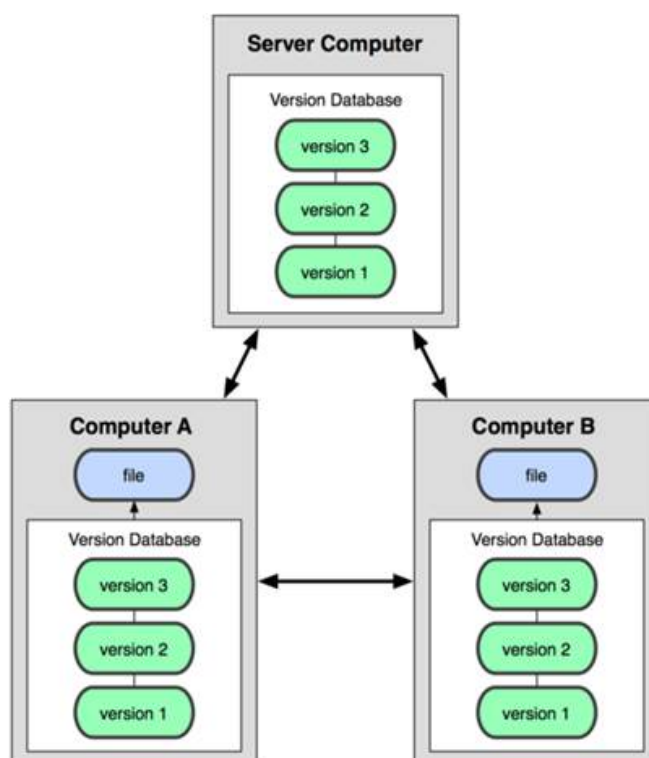 Server Computer
Version Database
version 3
version 2
version 1
Computer A
file
Version Database
version 3
version 2
version 1
Computer B
file
Version Database
version 3
version 2
version 1